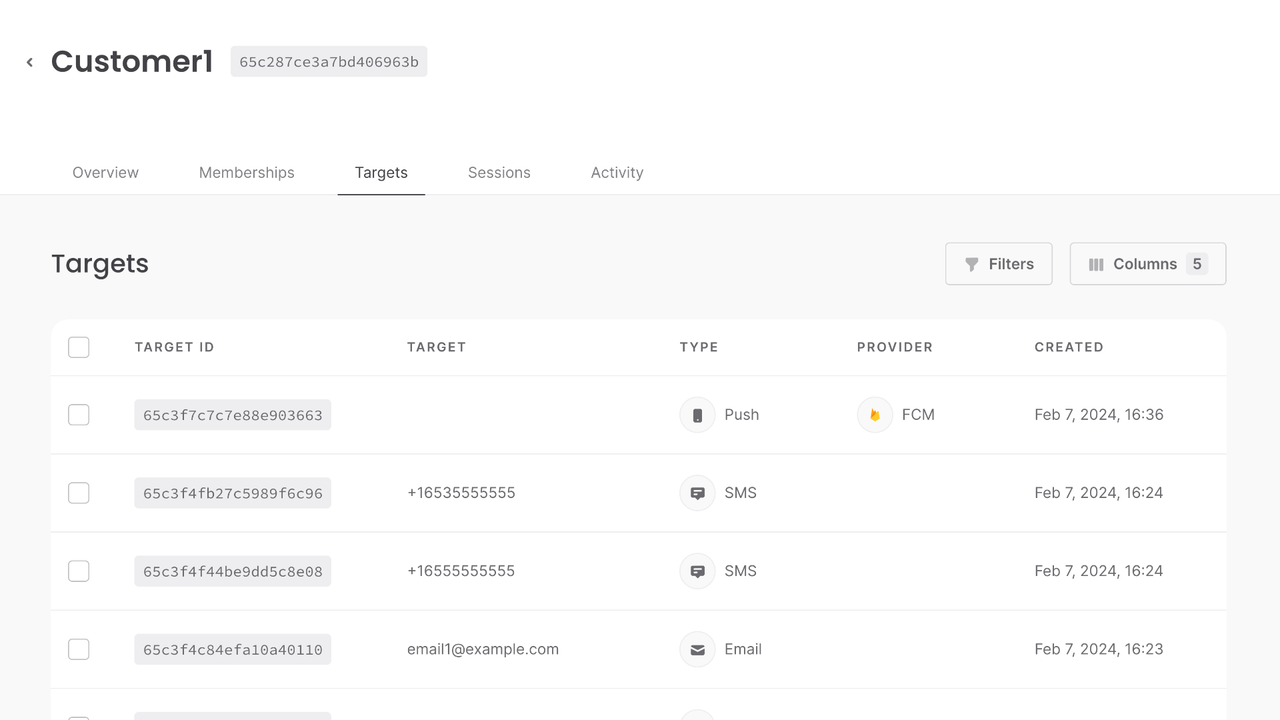 Customer1 65c287ce3a7bd406963b
Overview Memberships Targets Sessions Activity
Targets Filters Columns 5
TARGET ID TARGET TYPE PROVIDER CREATED
65c3f7c7c7e88e903663 Push FCM Feb 7, 2024, 16:36
65c3f4fb27c5989f6c96 +16535555555 SMS Feb 7, 2024, 16:24
65c3f4f44be9dd5c8e08 +16555555555 SMS Feb 7, 2024, 16:24
65c3f4c84efa10a40110 email1@example.com Email Feb 7, 2024, 16:23